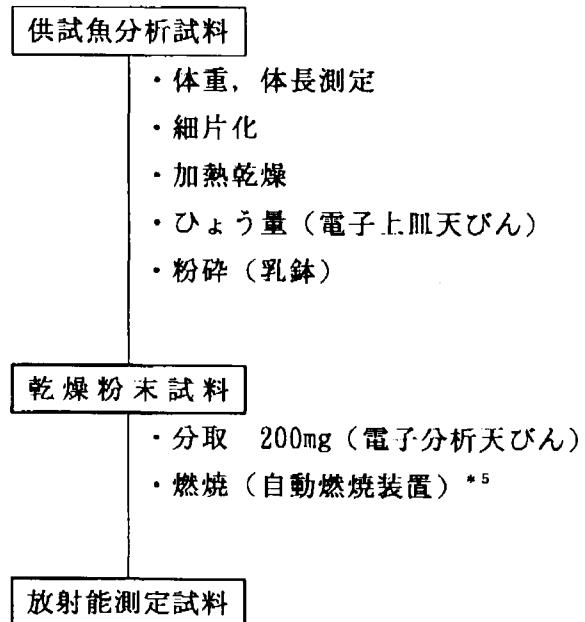 供試魚分析試料
・体重，体長測定
・細片化
・加熱乾燥
・ひょう量（電子上皿天びん）
・粉砕（乳鉢）
乾燥粉末試料
・分取　200mg（電子分析天びん）
・燃焼（自動燃焼装置）*5
放射能測定試料